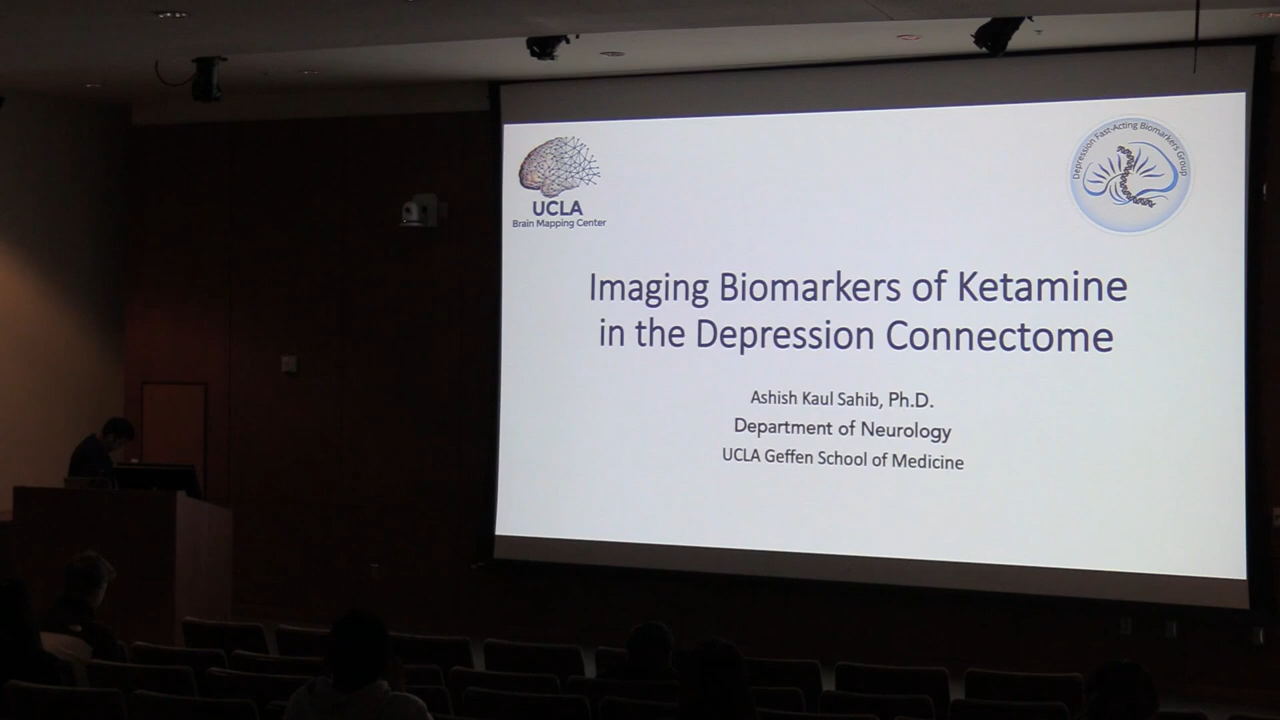 UCLA
Brain Mapping Center
Depression Fast-Acting Biomarkers Group
Imaging Biomarkers of Ketamine
in the Depression Connectome
Ashish Kaul Sahib, Ph.D.
Department of Neurology
UCLA Geffen School of Medicine